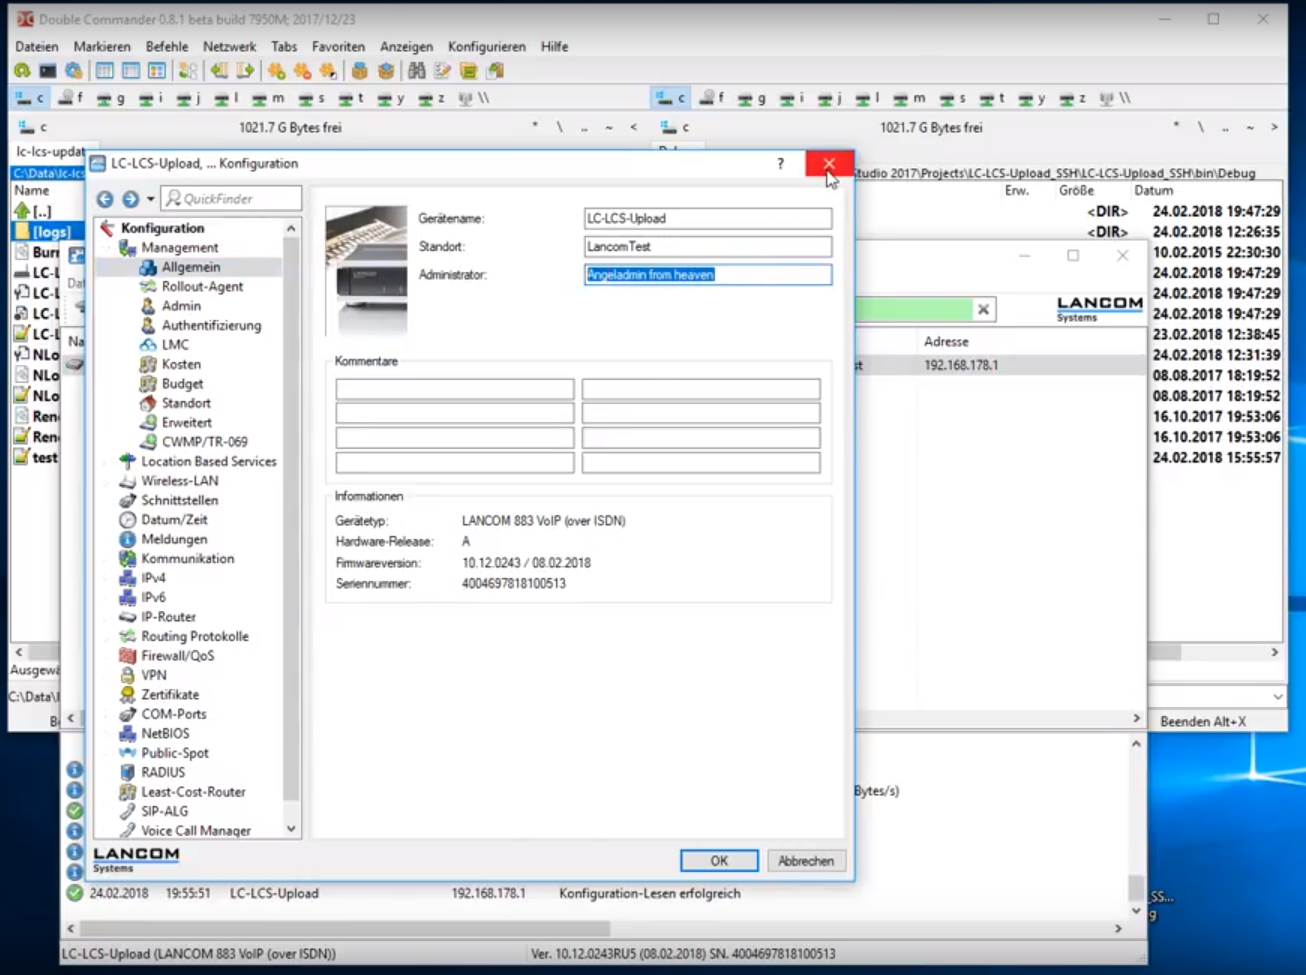 Double Commander 0.8.1 beta build 7950M; 2017/12/23
Dateien Markieren Befehle Netzwerk Tabs Favoriten Anzeigen Konfigurieren Hilfe
c f g i j l m s t y z \\ c f g i j l m s t y z \\
c 1021.7 G Bytes frei * \ .. ~ < c 1021.7 G Bytes frei * \ .. ~ >
lc-lcs-updat
C:\Data\lc-lcs
tudio 2017\Projects\LC-LCS-Upload_SSH\LC-LCS-Upload_SSH\bin\Debug
Name Erw. Größe Datum
[..] <DIR> 24.02.2018 19:47:29
[logs] <DIR> 24.02.2018 12:26:35
Burn 10.02.2015 22:30:30
LC-L 24.02.2018 19:47:29
LC-L 24.02.2018 19:47:29
LC-L 24.02.2018 19:47:29
LC-L 23.02.2018 12:38:45
NLo 24.02.2018 12:31:39
NLo 08.08.2017 18:19:52
NLo 08.08.2017 18:19:52
Ren 16.10.2017 19:53:06
Ren 16.10.2017 19:53:06
test 24.02.2018 15:55:57
Ausgewä
C:\Data\l
Beenden Alt+X
LC-LCS-Upload, ... Konfiguration ?
QuickFinder
Konfiguration
Management
Allgemein
Rollout-Agent
Admin
Authentifizierung
LMC
Kosten
Budget
Standort
Erweitert
CWMP/TR-069
Location Based Services
Wireless-LAN
Schnittstellen
Datum/Zeit
Meldungen
Kommunikation
IPv4
IPv6
IP-Router
Routing Protokolle
Firewall/QoS
VPN
Zertifikate
COM-Ports
NetBIOS
Public-Spot
RADIUS
Least-Cost-Router
SIP-ALG
Voice Call Manager
Gerätename: LC-LCS-Upload
Standort: LancomTest
Administrator: Angeladmin from heaven
Kommentare
Informationen
Gerätetyp: LANCOM 883 VoIP (over ISDN)
Hardware-Release: A
Firmwareversion: 10.12.0243 / 08.02.2018
Seriennummer: 4004697818100513
LANCOM
Systems
OK Abbrechen
LANCOM
Systems
Na
Adresse
st 192.168.178.1
Bytes/s)
24.02.2018 19:55:51 LC-LCS-Upload 192.168.178.1 Konfiguration-Lesen erfolgreich
LC-LCS-Upload (LANCOM 883 VoIP (over ISDN)) Ver. 10.12.0243RU5 (08.02.2018) SN. 4004697818100513
_SS...
g